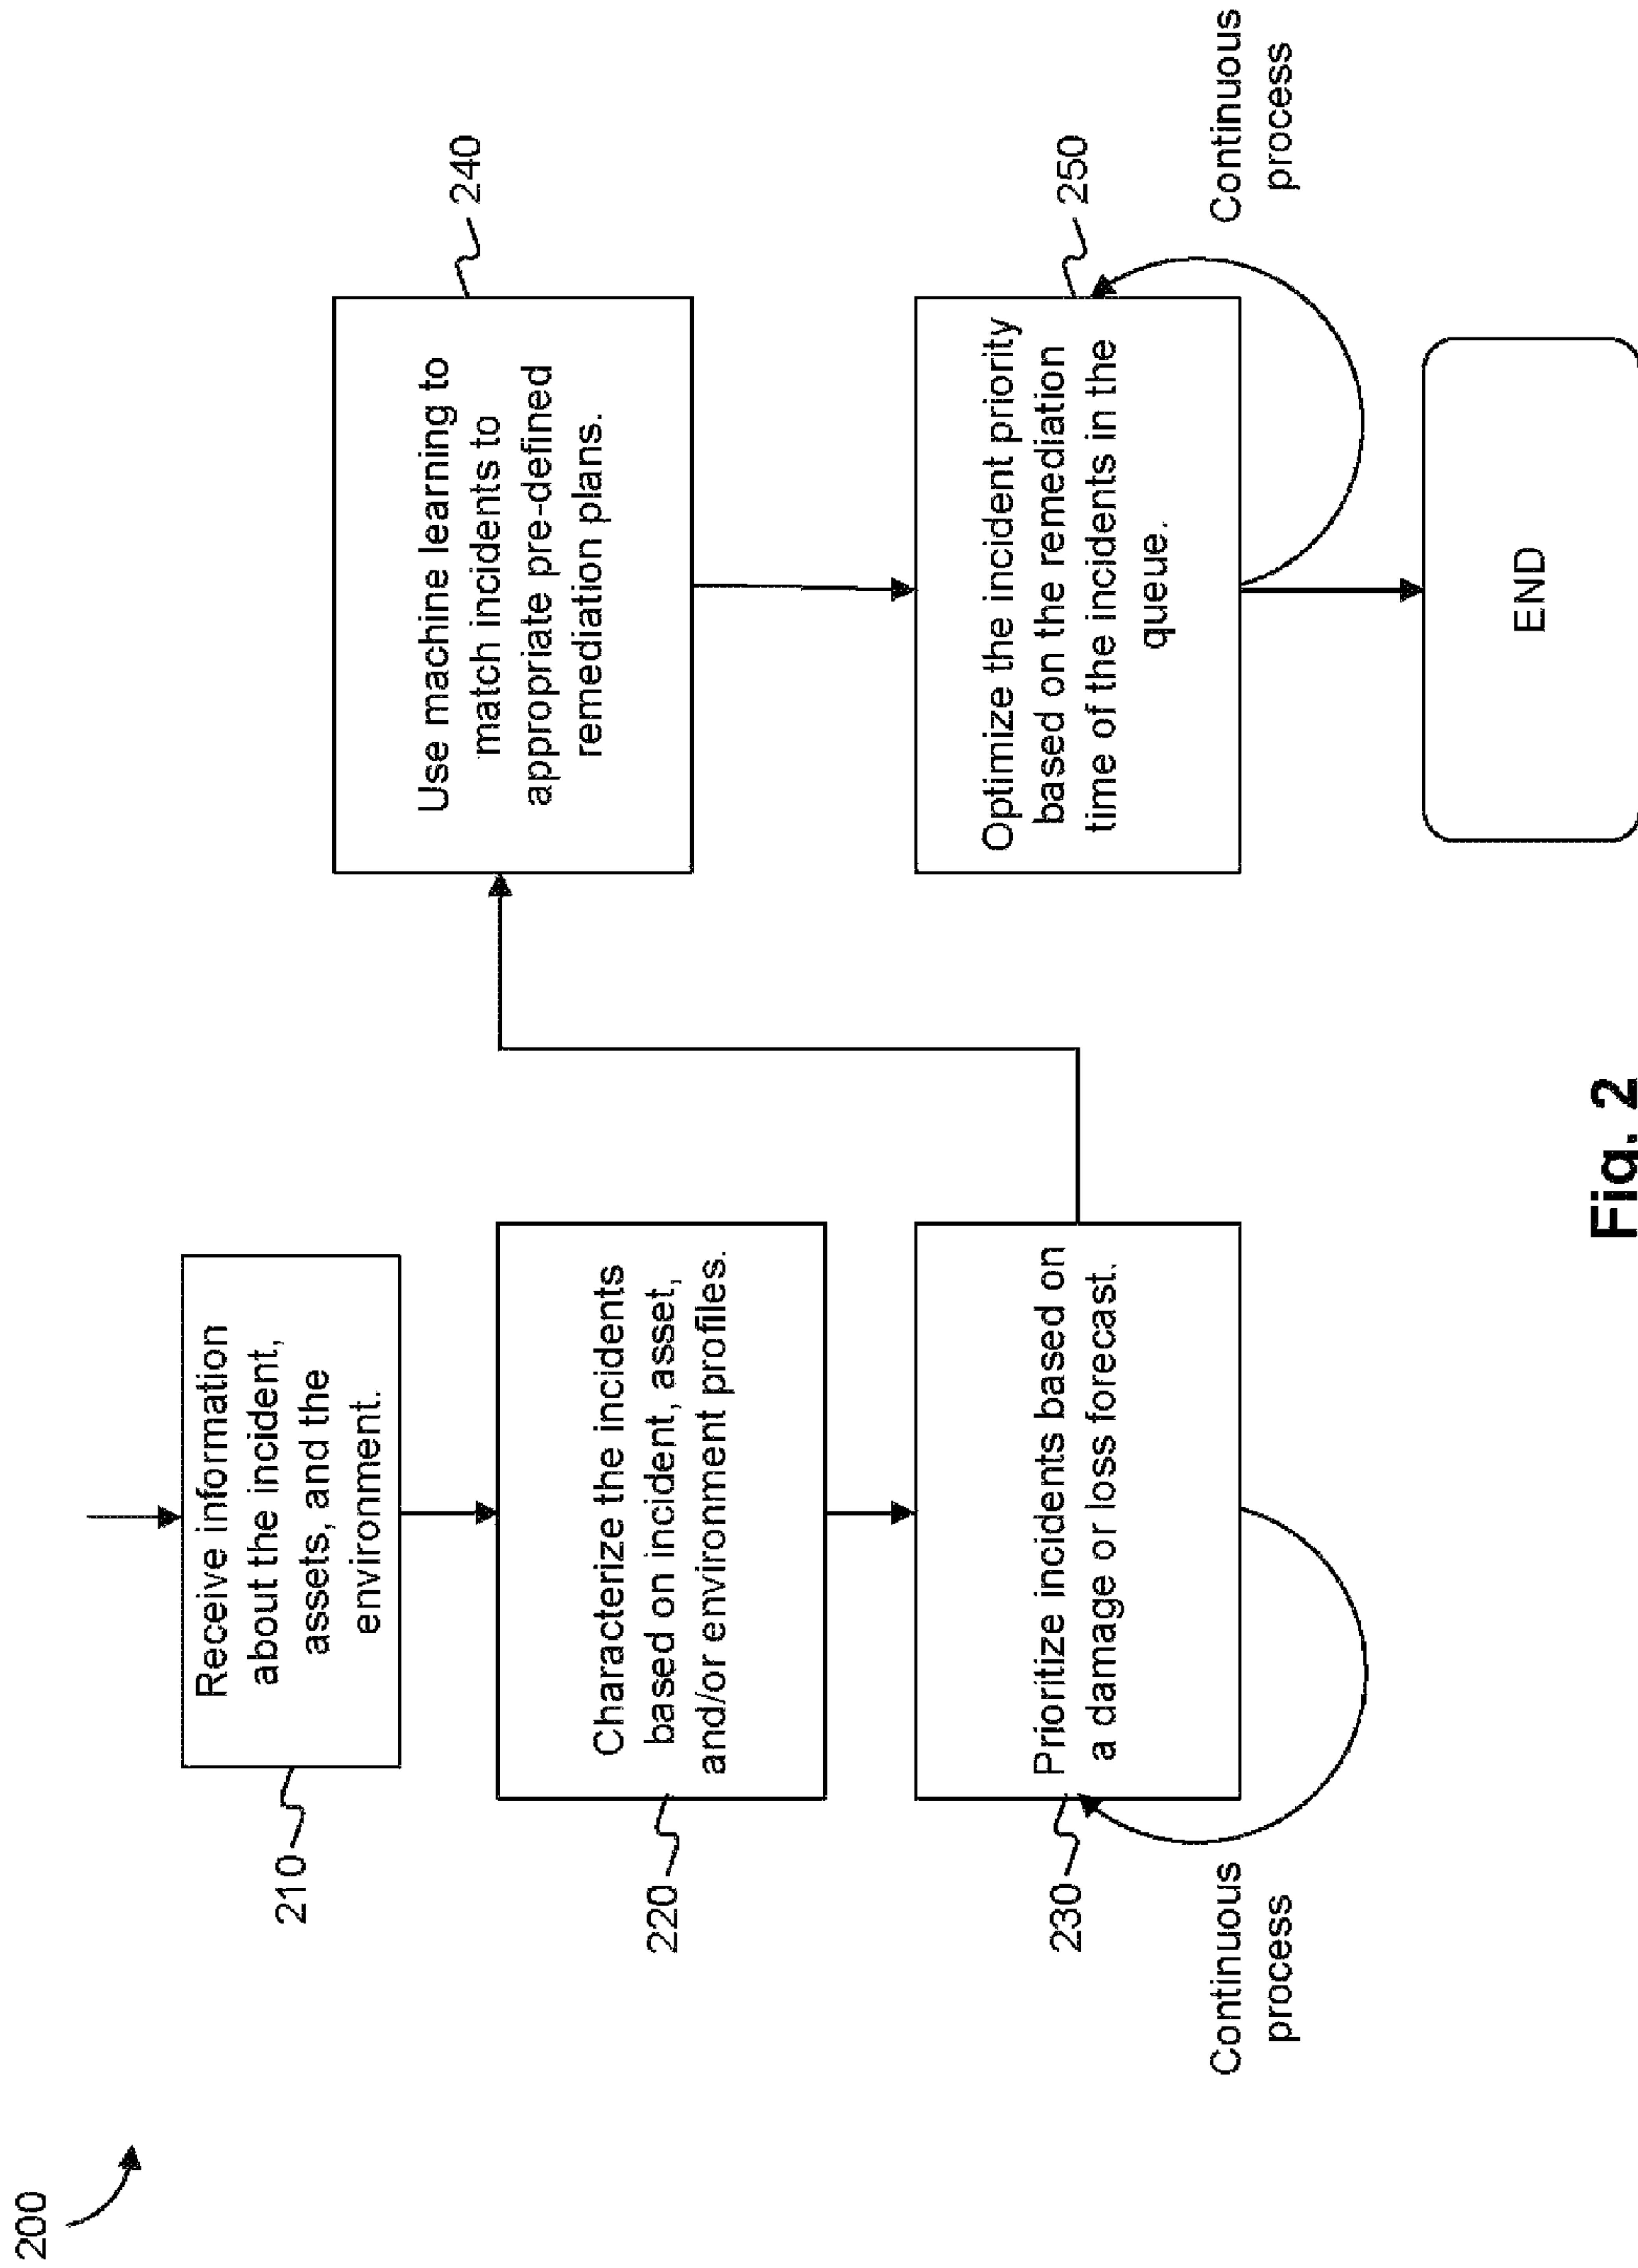 200
210
Receive information
about the incident,
assets, and the
environment.
220
Characterize the incidents
based on incident, asset,
and/or environment profiles.
230
Prioritize incidents based on
a damage or loss forecast.
Continuous
process
Use machine learning to
match incidents to
appropriate pre-defined
remediation plans.
240
Optimize the incident priority
based on the remediation
time of the incidents in the
queue.
250
Continuous
process
END
Fig. 2